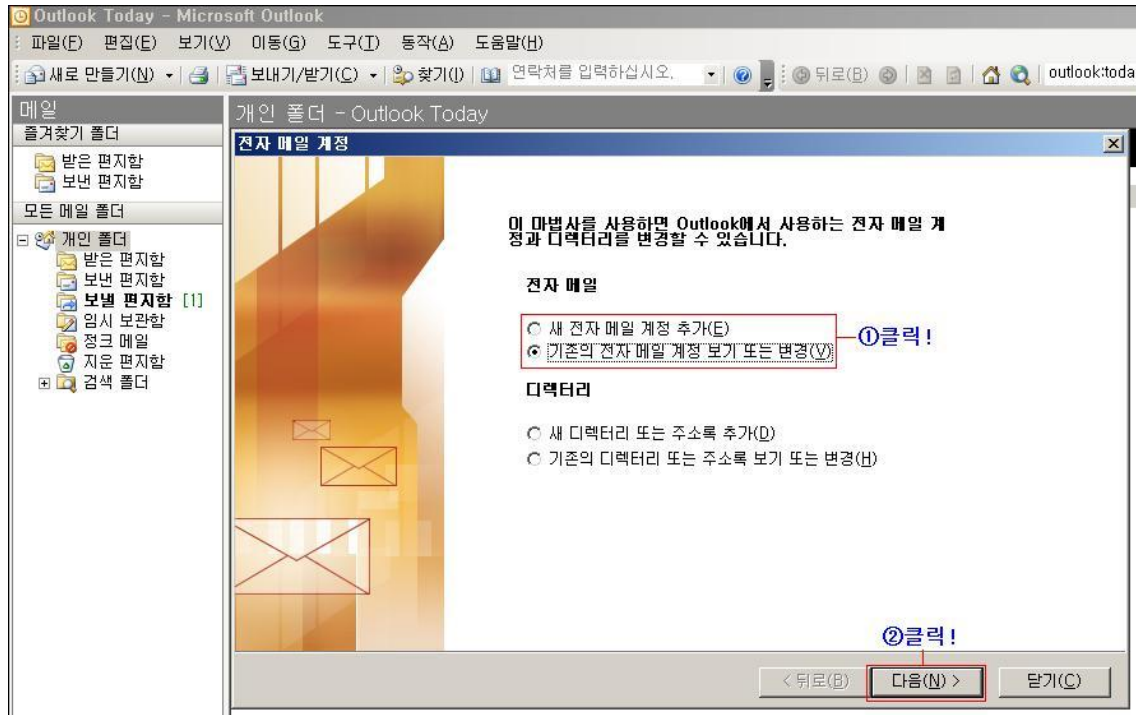 Outlook Today - Microsoft Outlook
파일(F) 편집(E) 보기(V) 이동(G) 도구(T) 동작(A) 도움말(H)
새로 만들기(N) 보내기/받기(C) 찾기(I) 연락처를 입력하십시오. 뒤로(B) outlook:toda
메일
즐겨찾기 폴더
받은 편지함
보낸 편지함
모든 메일 폴더
개인 폴더
받은 편지함
보낸 편지함
보낼 편지함 [1]
임시 보관함
정크 메일
지운 편지함
검색 폴더
개인 폴더 - Outlook Today
전자 메일 계정
이 마법사를 사용하면 Outlook에서 사용하는 전자 메일 계
정과 디렉터리를 변경할 수 있습니다.
전자 메일
새 전자 메일 계정 추가(E)
기존의 전자 메일 계정 보기 또는 변경(V)
①클릭!
디렉터리
새 디렉터리 또는 주소록 추가(D)
기존의 디렉터리 또는 주소록 보기 또는 변경(H)
②클릭!
< 뒤로(B) 다음(N) > 닫기(C)